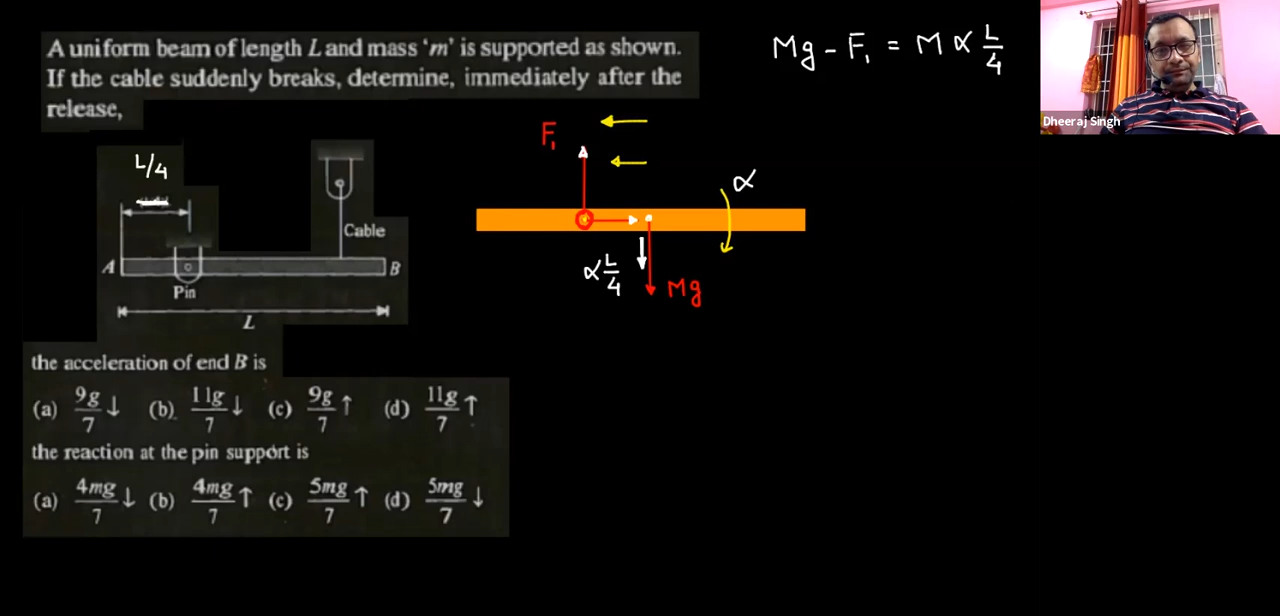 A uniform beam of length L and mass ‘m’ is supported as shown.
If the cable suddenly breaks, determine, immediately after the
release,
L/4
Cable
A
B
Pin
L
the acceleration of end B is
(a) 9g/7 ↓ (b) 11g/7 ↓ (c) 9g/7 ↑ (d) 11g/7 ↑
the reaction at the pin support is
(a) 4mg/7 ↓ (b) 4mg/7 ↑ (c) 5mg/7 ↑ (d) 5mg/7 ↓
Mg - F₁ = M α L/4
F₁
α
α L/4
Mg
Dheeraj Singh